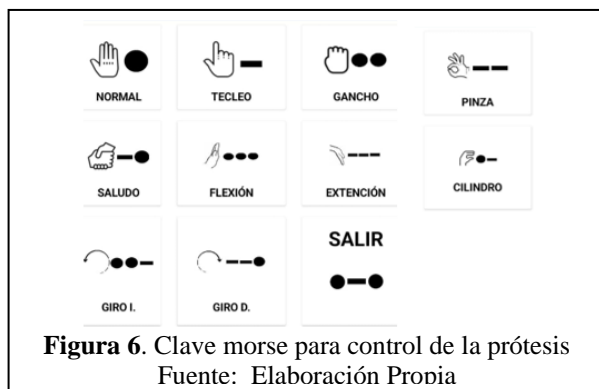 NORMAL
TECLEO
GANCHO
PINZA
SALUDO
FLEXIÓN
EXTENCIÓN
CILINDRO
GIRO I.
GIRO D.
SALIR
Figura 6. Clave morse para control de la prótesis
Fuente: Elaboración Propia